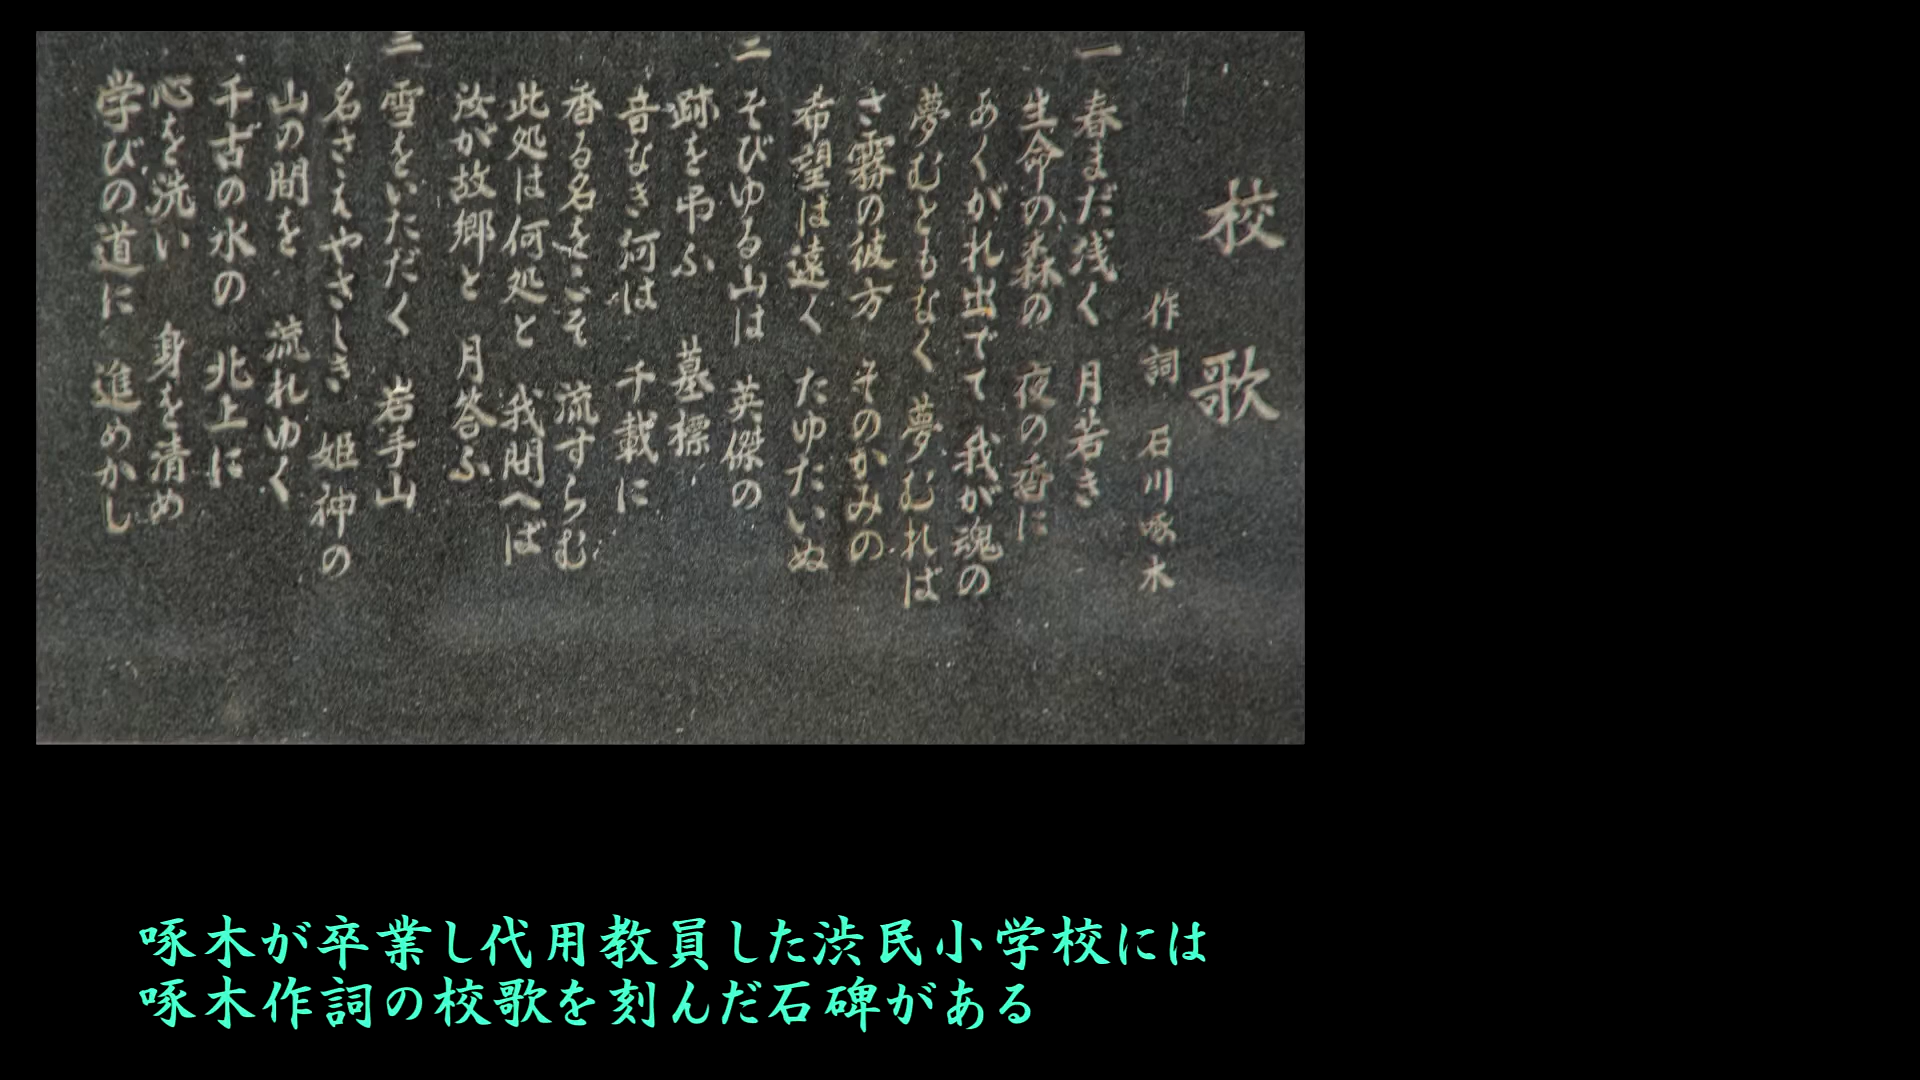 校歌
作詞 石川啄木
一 春まだ浅く 月若き
生命の森の 夜の香に
あくがれ出でて 我が魂の
夢むともなく 夢むれば
さ霧の彼方 そのかみの
希望は遠く たゆたいぬ
二 そびゆる山は 英傑の
跡を弔ふ 墓標
音なき河は 千載に
香る名をこそ 流すらむ
此処は何処と 我問へば
汝が故郷と 月答ふ
三 雪をいただく 岩手山
名さえやさしき 姫神の
山の間を 流れゆく
千古の水の 北上に
心を洗い 身を清め
学びの道に 進めかし
啄木が卒業し代用教員した渋民小学校には
啄木作詞の校歌を刻んだ石碑がある